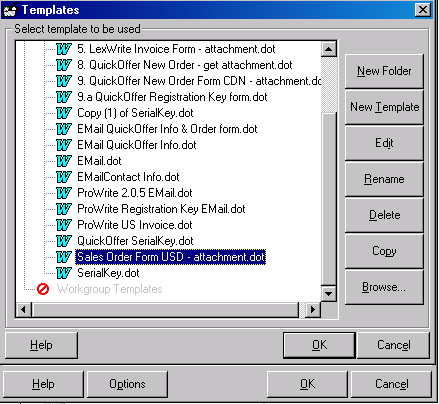 Templates
Select template to be used
5. LexWrite Invoice Form - attachment.dot
8. QuickOffer New Order - get attachment.dot
9. QuickOffer New Order Form CDN - attachment.dot
9.a QuickOffer Registration Key form.dot
Copy (1) of SerialKey.dot
EMail QuickOffer Info & Order form.dot
EMail QuickOffer Info.dot
EMail.dot
EMailContact Info.dot
ProWrite 2.0.5 EMail.dot
ProWrite Registration Key EMail.dot
ProWrite US Invoice.dot
QuickOffer SerialKey.dot
Sales Order Form USD - attachment.dot
SerialKey.dot
Workgroup Templates
New Folder
New Template
Edit
Rename
Delete
Copy
Browse...
Help
OK
Cancel
Help
Options
OK
Cancel